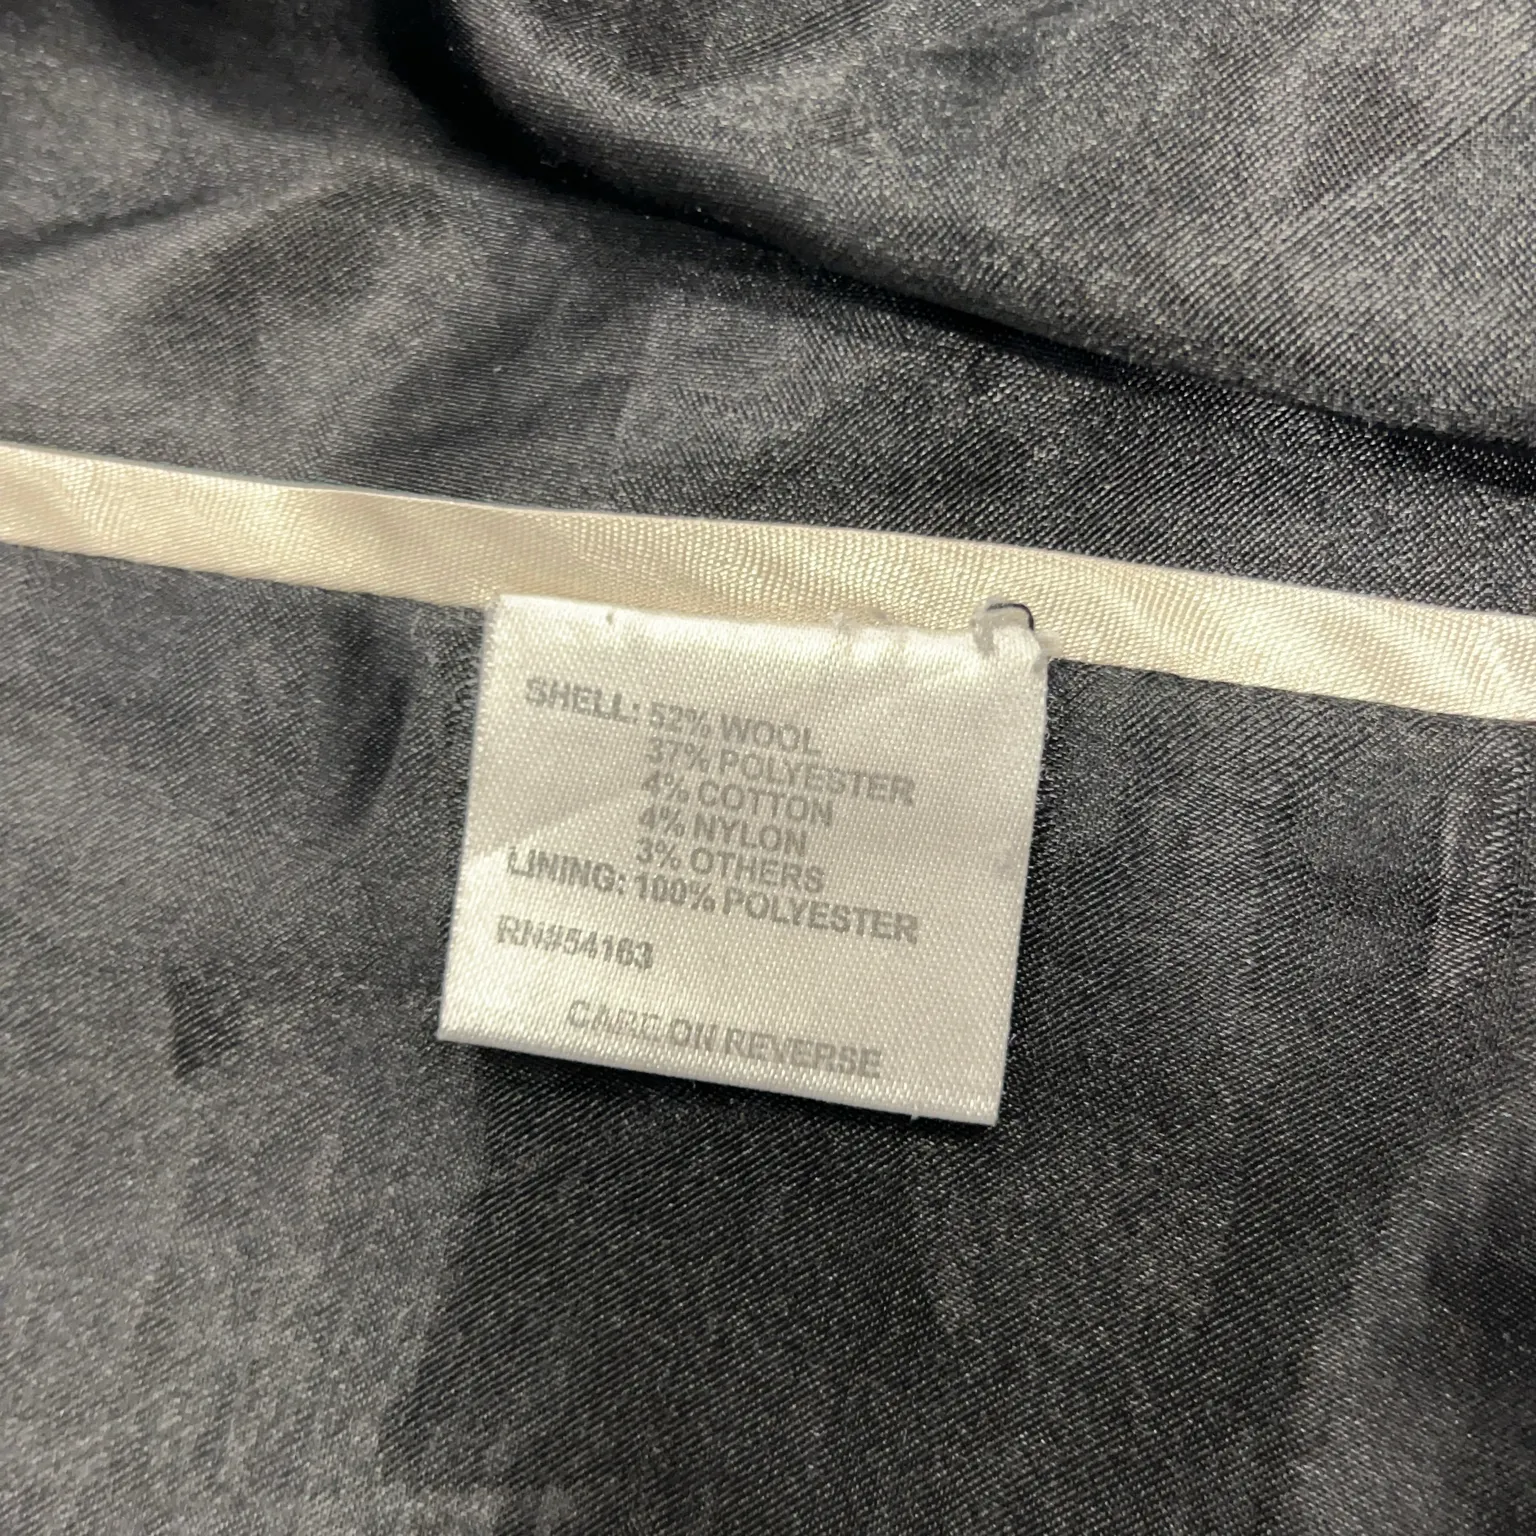 SHELL: 52% WOOL
37% POLYESTER
4% COTTON
4% NYLON
3% OTHERS
LINING: 100% POLYESTER
RN#54163
CARE ON REVERSE